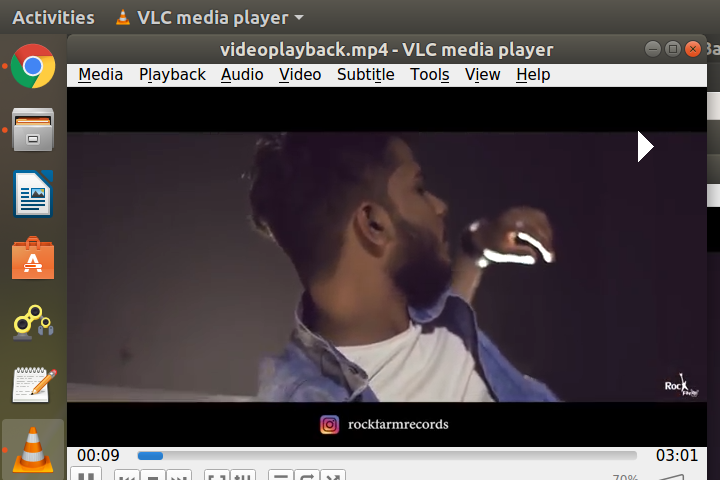 Activities VLC media player
videoplayback.mp4 - VLC media player
Media Playback Audio Video Subtitle Tools View Help
Rock
rockfarmrecords
00:09 03:01
70%